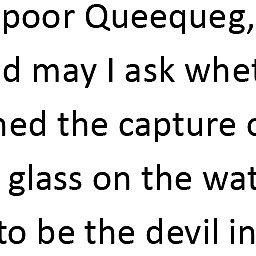 poor Queequeg,
d may I ask whet
ned the capture o
glass on the wat
to be the devil in